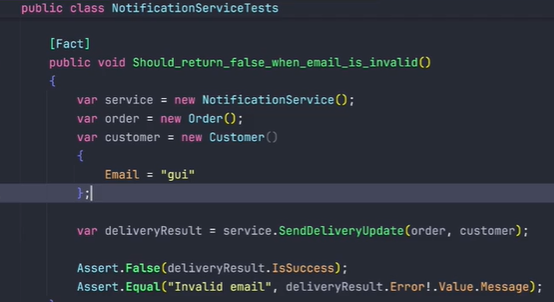 public class NotificationServiceTests
[Fact]
public void Should_return_false_when_email_is_invalid()
{
var service = new NotificationService();
var order = new Order();
var customer = new Customer()
{
Email = "gui"
};
var deliveryResult = service.SendDeliveryUpdate(order, customer);
Assert.False(deliveryResult.IsSuccess);
Assert.Equal("Invalid email", deliveryResult.Error!.Value.Message);